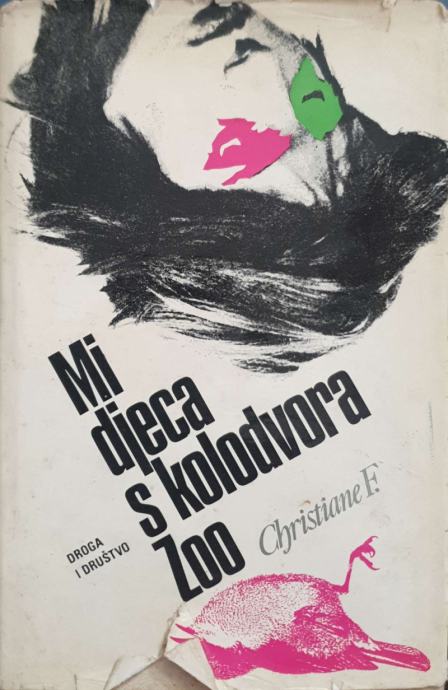 Mi
djeca
s kolodvora
Zoo
Christiane F.
DROGA
I DRUŠTVO